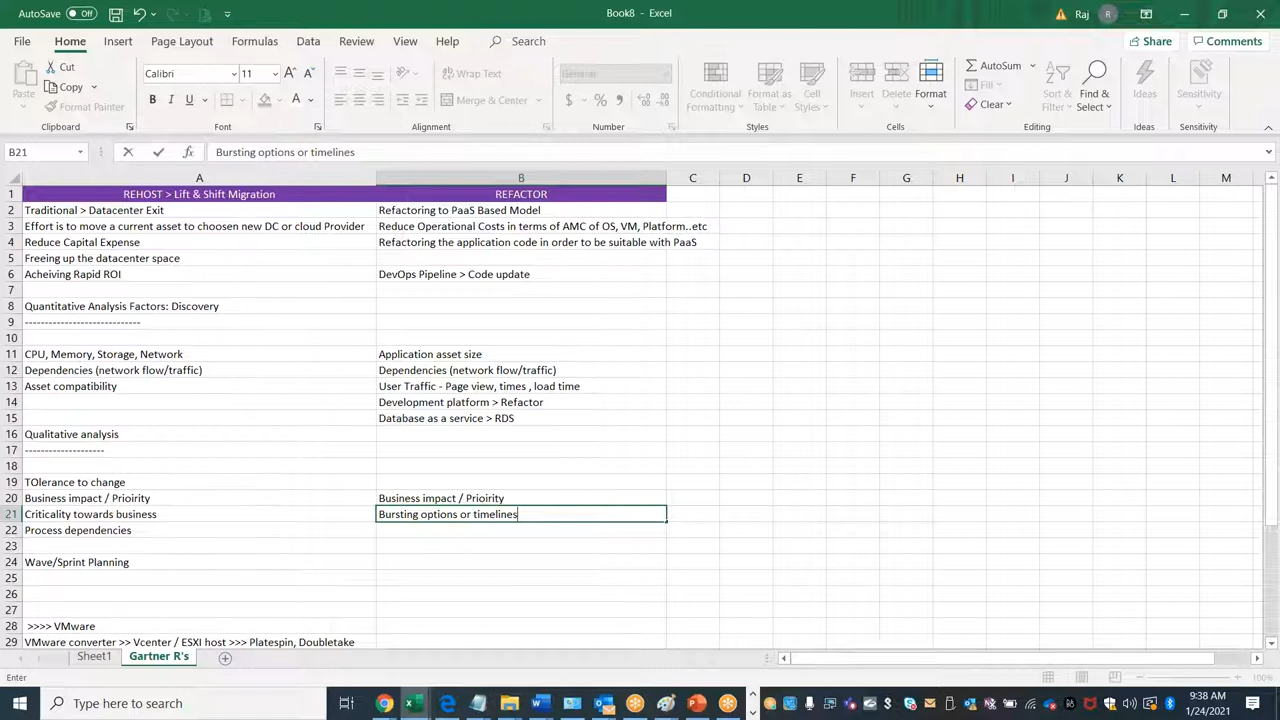 AutoSave Off
Book8 - Excel
Raj R
File Home Insert Page Layout Formulas Data Review View Help Search
Share Comments
Paste
Cut
Copy
Format Painter
Clipboard
Calibri 11
B I U
Font
Wrap Text
Merge & Center
Alignment
General
$ % ,
Number
Conditional Formatting
Format as Table
Cell Styles
Styles
Insert Delete Format
Cells
AutoSum
Fill
Clear
Sort & Filter
Find & Select
Editing
Ideas
Ideas
Sensitivity
Sensitivity
B21 fx Bursting options or timelines
A B C D E F G H I J K L M
1 REHOST > Lift & Shift Migration REFACTOR
2 Traditional > Datacenter Exit Refactoring to PaaS Based Model
3 Effort is to move a current asset to choosen new DC or cloud Provider Reduce Operational Costs in terms of AMC of OS, VM, Platform..etc
4 Reduce Capital Expense Refactoring the application code in order to be suitable with PaaS
5 Freeing up the datacenter space
6 Acheiving Rapid ROI DevOps Pipeline > Code update
7
8 Quantitative Analysis Factors: Discovery
9 -----------------------------
10
11 CPU, Memory, Storage, Network Application asset size
12 Dependencies (network flow/traffic) Dependencies (network flow/traffic)
13 Asset compatibility User Traffic - Page view, times , load time
14 Development platform > Refactor
15 Database as a service > RDS
16 Qualitative analysis
17 --------------------
18
19 TOlerance to change
20 Business impact / Prioirity Business impact / Prioirity
21 Criticality towards business Bursting options or timelines
22 Process dependencies
23
24 Wave/Sprint Planning
25
26
27
28 >>>> VMware
29 VMware converter >> Vcenter / ESXI host >>> Platespin, Doubletake
Sheet1 Gartner R's
Enter
100%
Type here to search
9:38 AM
1/24/2021